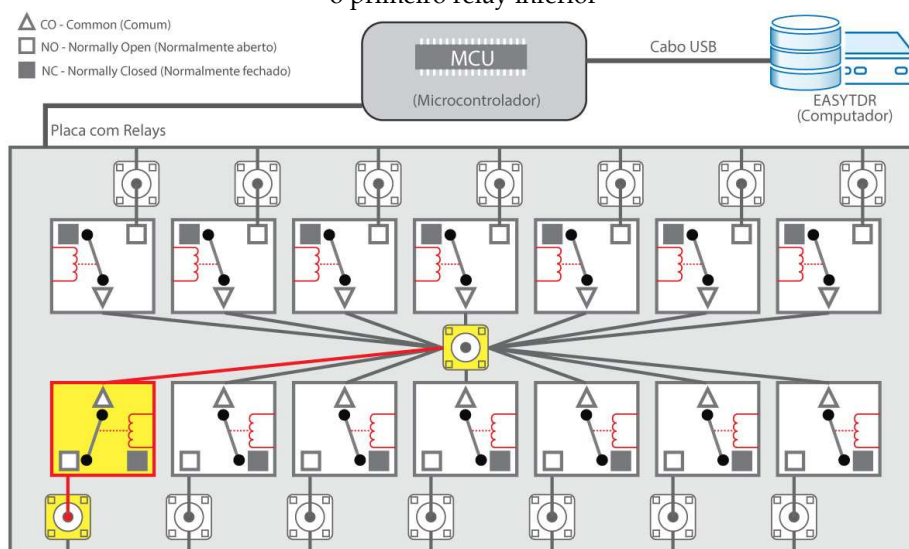 o primeiro relay inferior
CO - Common (Comum)
NO - Normally Open (Normalmente aberto)
NC - Normally Closed (Normalmente fechado)
MCU
(Microcontrolador)
Cabo USB
EASYTDR
(Computador)
Placa com Relays